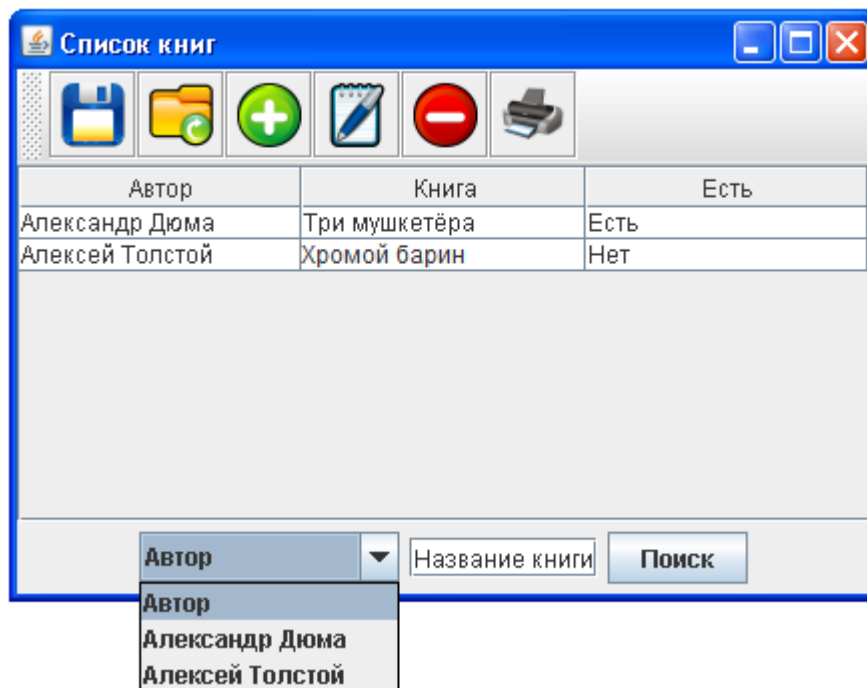 Список книг
Автор Книга Есть
Александр Дюма Три мушкетёра Есть
Алексей Толстой Хромой барин Нет
Автор Название книги Поиск
Автор
Александр Дюма
Алексей Толстой